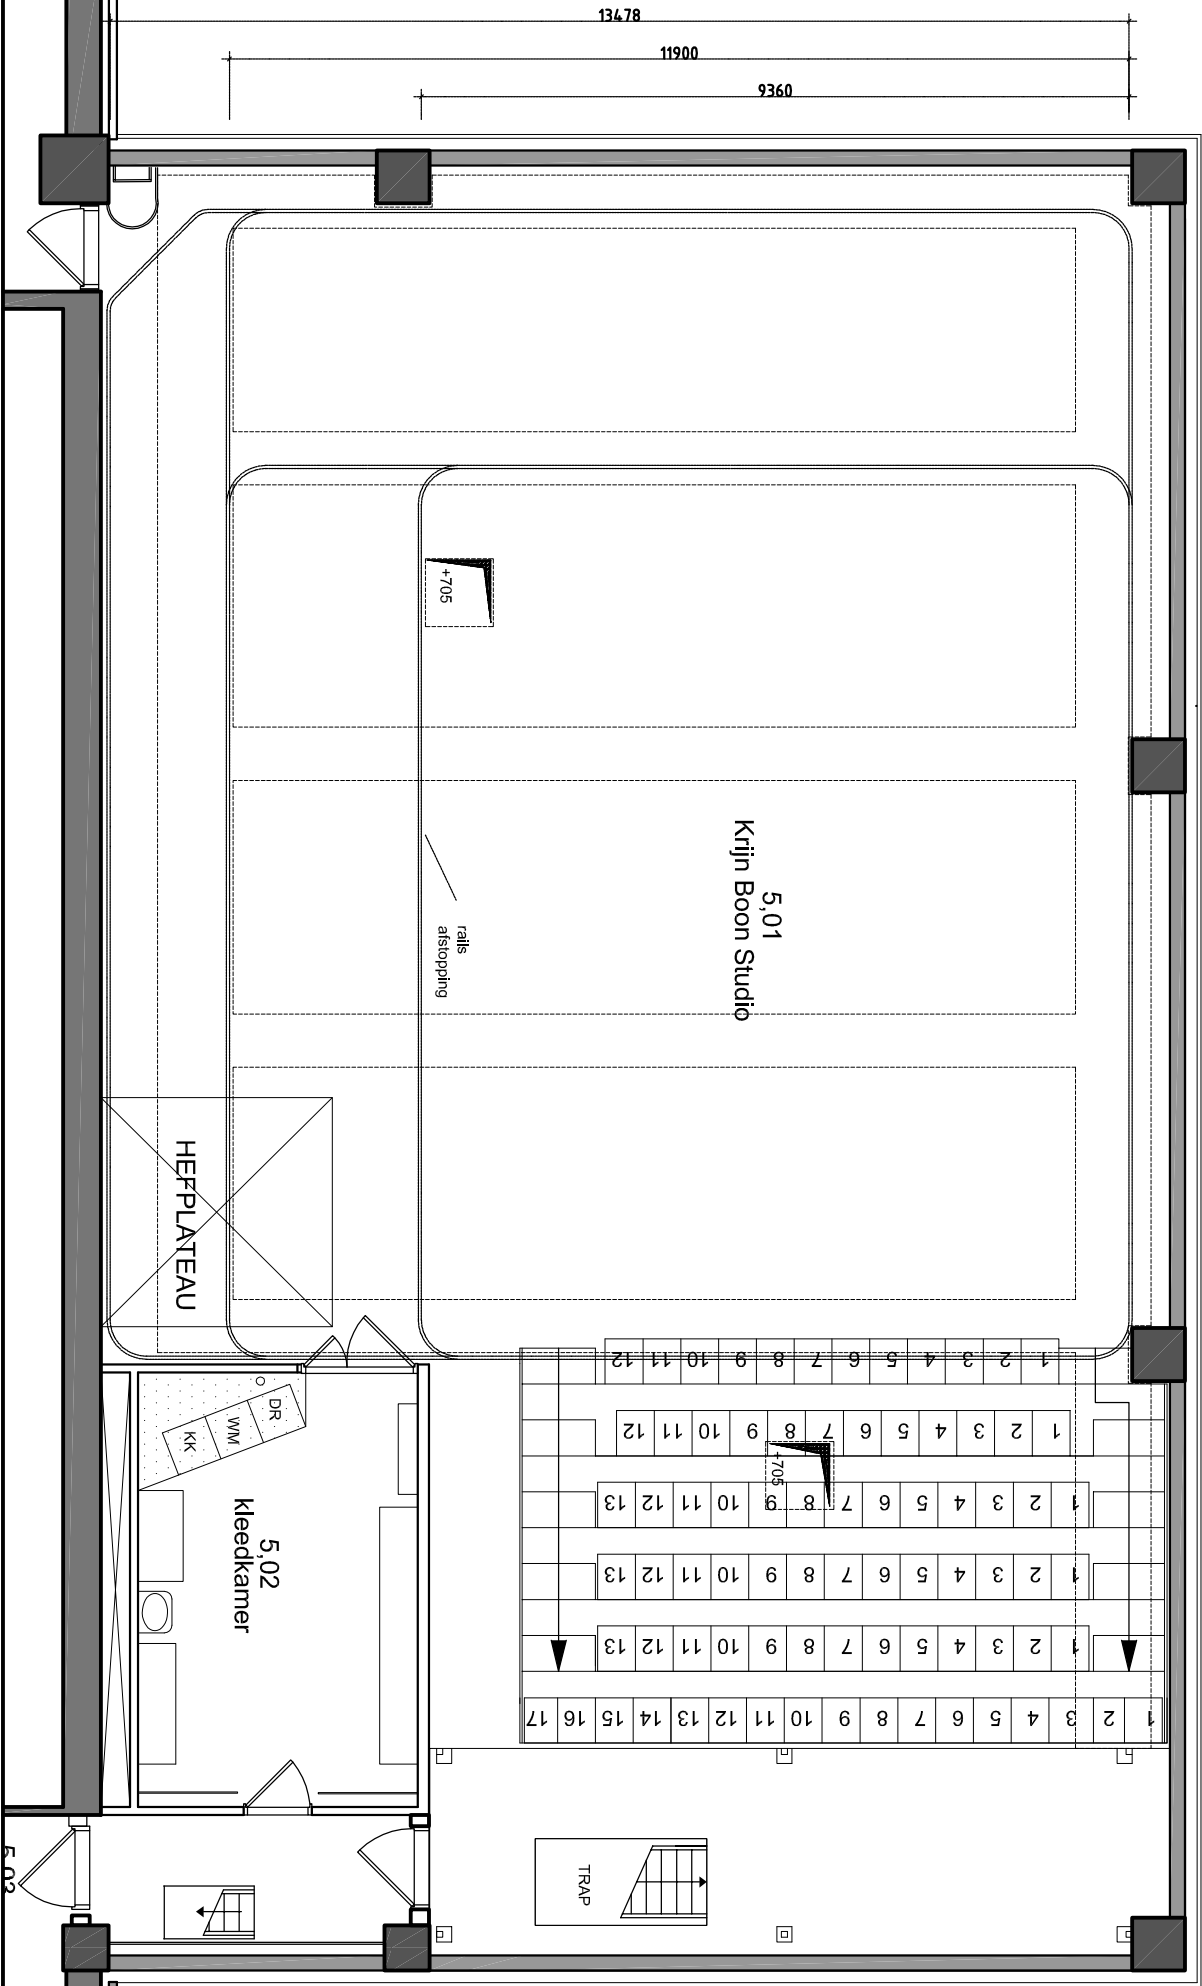 13478
11900
9360
+705
5,01
Krijn Boon Studio
rails
afstopping
HEFPLATEAU
12 11 10 9 8 7 6 5 4 3 2 1
12 11 10 9 8 7 6 5 4 3 2 1
+705
13 12 11 10 9 8 7 6 5 4 3 2 1
13 12 11 10 9 8 7 6 5 4 3 2 1
13 12 11 10 9 8 7 6 5 4 3 2 1
17 16 15 14 13 12 11 10 9 8 7 6 5 4 3 2 1
DR
WM
KK
5,02
kleedkamer
TRAP
5,03